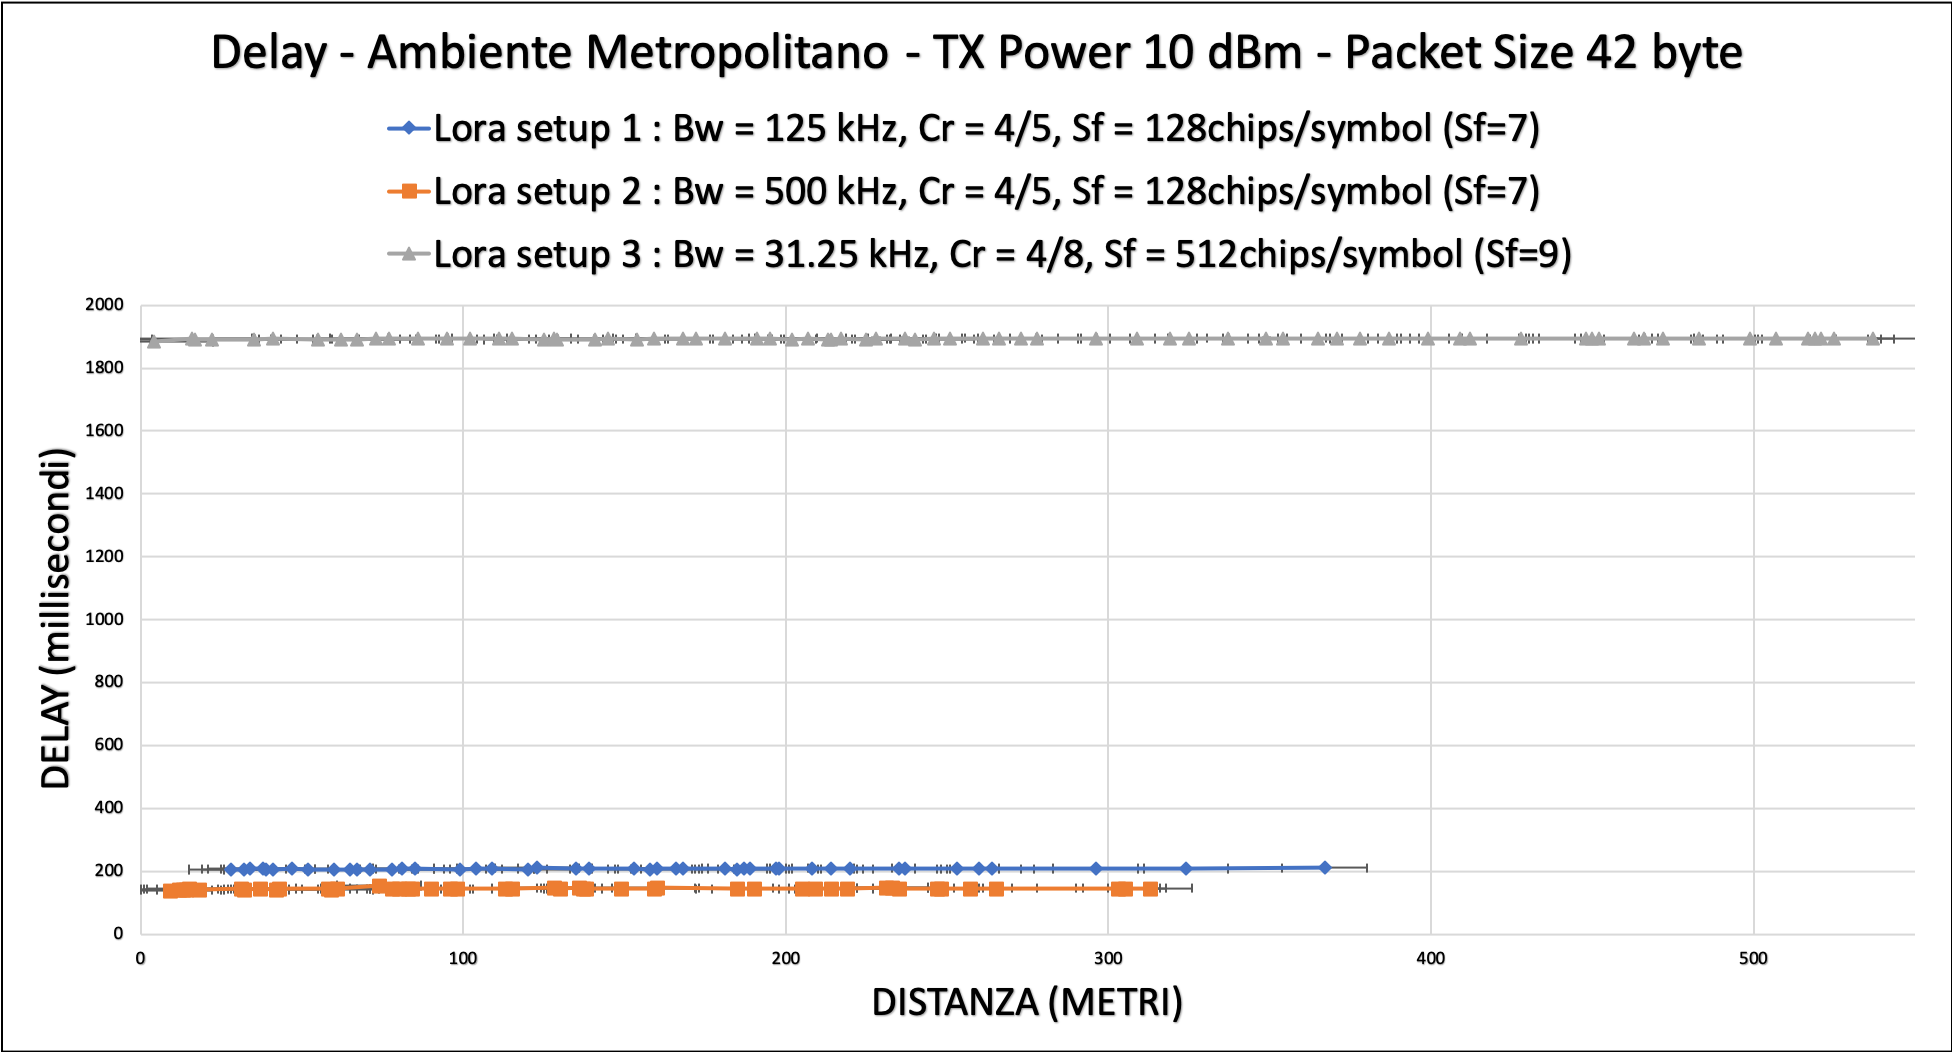 Delay - Ambiente Metropolitano - TX Power 10 dBm - Packet Size 42 byte
Lora setup 1 : Bw = 125 kHz, Cr = 4/5, Sf = 128chips/symbol (Sf=7)
Lora setup 2 : Bw = 500 kHz, Cr = 4/5, Sf = 128chips/symbol (Sf=7)
Lora setup 3 : Bw = 31.25 kHz, Cr = 4/8, Sf = 512chips/symbol (Sf=9)
DELAY (millisecondi)
2000
1800
1600
1400
1200
1000
800
600
400
200
0
0 100 200 300 400 500
DISTANZA (METRI)